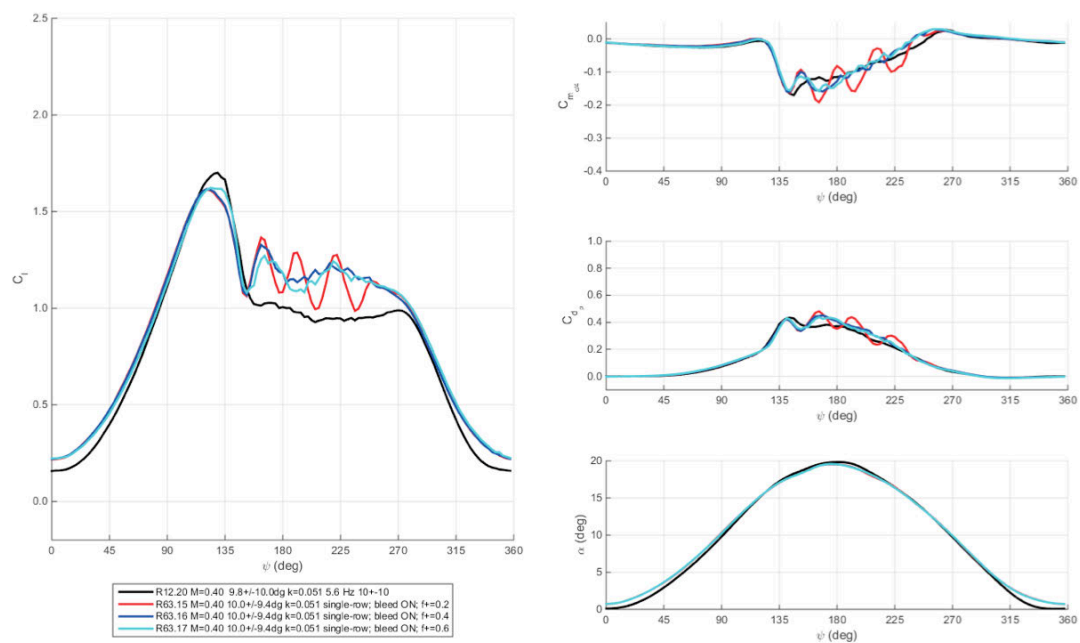 2.5
2.0
1.5
1.0
0.5
0.0
C_l
0 45 90 135 180 225 270 315 360
ψ (deg)
R12.20 M=0.40 9.8+/-10.0dg k=0.051 5.6 Hz 10+-10
R63.15 M=0.40 10.0+/-9.4dg k=0.051 single-row; bleed ON; f+=0.2
R63.16 M=0.40 10.0+/-9.4dg k=0.051 single-row; bleed ON; f+=0.4
R63.17 M=0.40 10.0+/-9.4dg k=0.051 single-row; bleed ON; f+=0.6
0.0
-0.1
-0.2
-0.3
-0.4
C_m
0 45 90 135 180 225 270 315 360
ψ (deg)
1.0
0.8
0.6
0.4
0.2
0.0
C_d
0 45 90 135 180 225 270 315 360
ψ (deg)
20
15
10
5
0
α (deg)
0 45 90 135 180 225 270 315 360
ψ (deg)